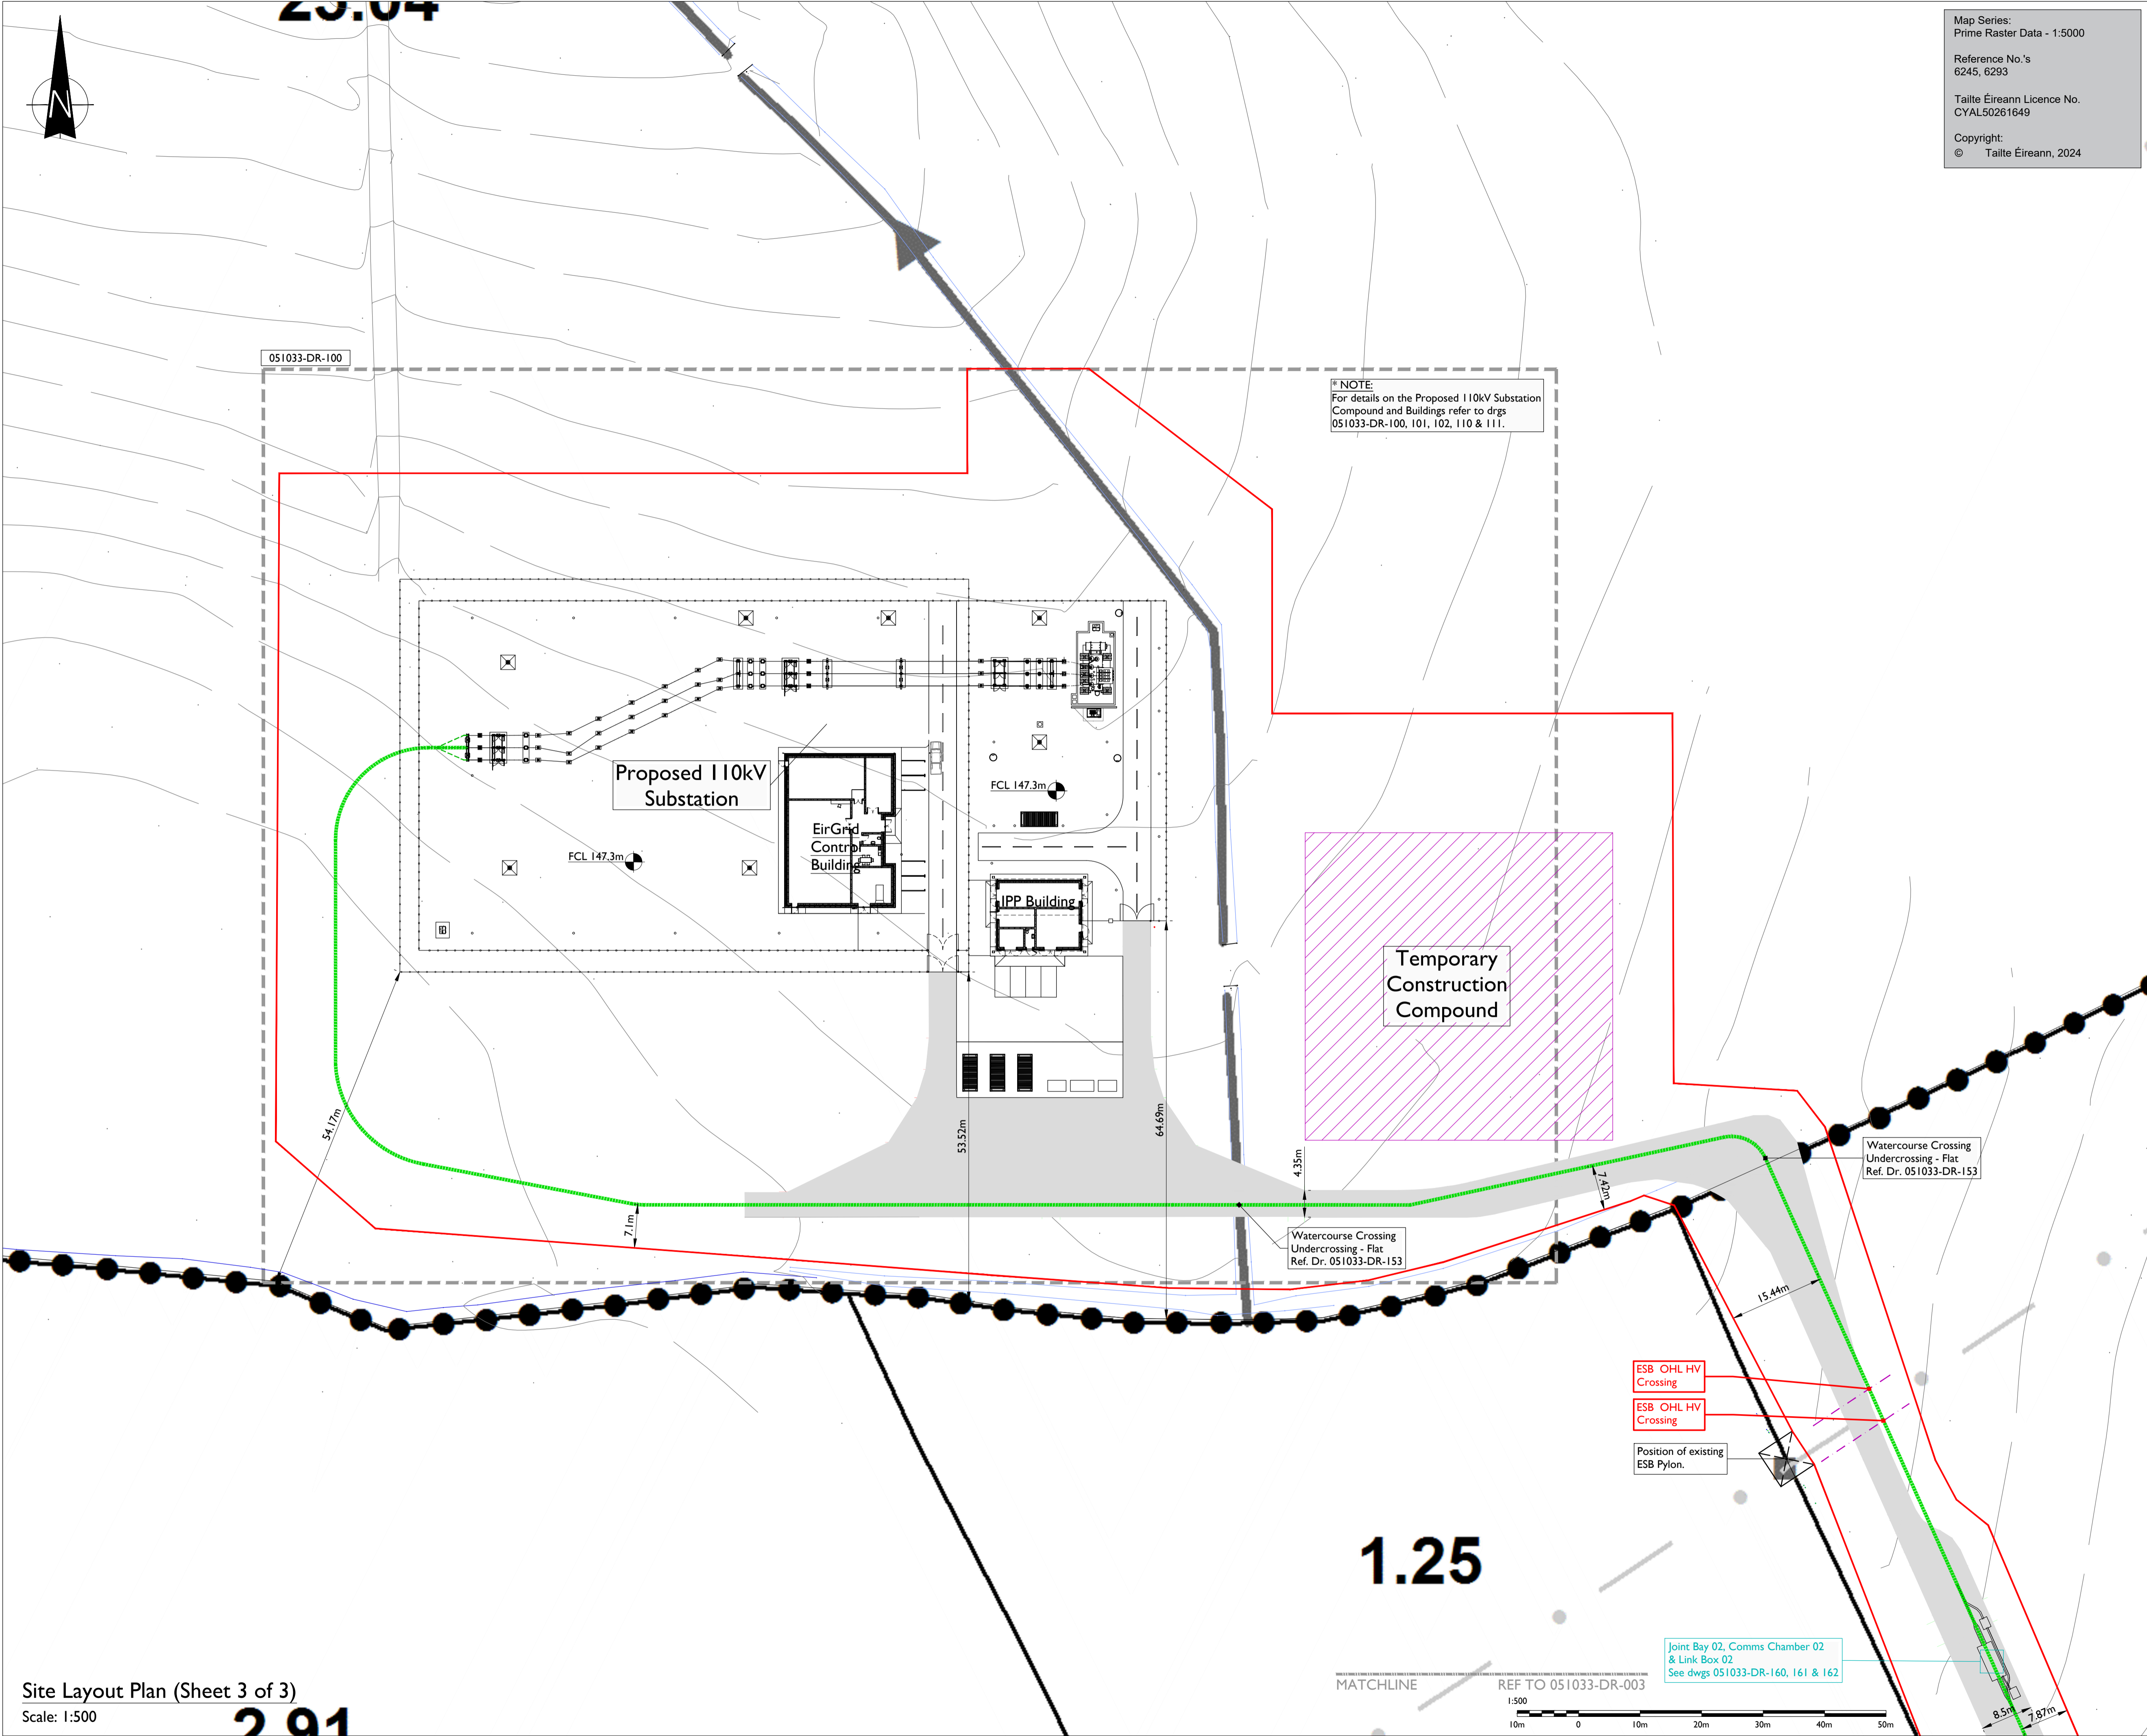 23.04
Map Series:
Prime Raster Data - 1:5000
Reference No.'s
6245, 6293
Tailte Éireann Licence No.
CYAL50261649
Copyright:
© Tailte Éireann, 2024
N
051033-DR-100
* NOTE:
For details on the Proposed 110kV Substation
Compound and Buildings refer to drgs
051033-DR-100, 101, 102, 110 & 111.
Proposed 110kV
Substation
FCL 147.3m
EirGrid
Control
Building
FCL 147.3m
IPP Building
Temporary
Construction
Compound
54.17m
53.52m
64.69m
4.35m
7.42m
7.1m
Watercourse Crossing
Undercrossing - Flat
Ref. Dr. 051033-DR-153
Watercourse Crossing
Undercrossing - Flat
Ref. Dr. 051033-DR-153
15.44m
ESB OHL HV
Crossing
ESB OHL HV
Crossing
Position of existing
ESB Pylon.
1.25
Joint Bay 02, Comms Chamber 02
& Link Box 02
See dwgs 051033-DR-160, 161 & 162
MATCHLINE REF TO 051033-DR-003
1:500
10m 0 10m 20m 30m 40m 50m
8.5m
7.87m
Site Layout Plan (Sheet 3 of 3)
Scale: 1:500
2.91